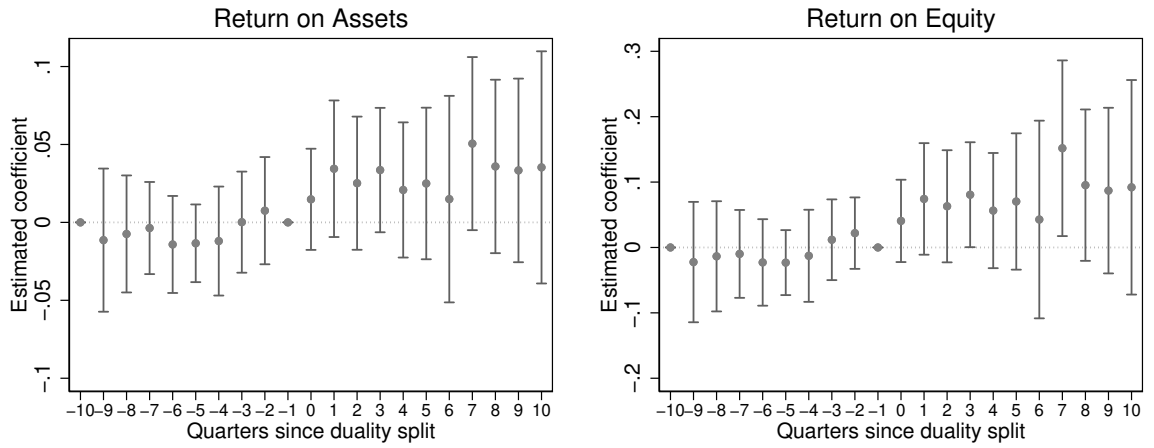 Return on Assets
Estimated coefficient
.1
.05
0
−.05
−.1
−10 −9 −8 −7 −6 −5 −4 −3 −2 −1 0 1 2 3 4 5 6 7 8 9 10
Quarters since duality split
Return on Equity
Estimated coefficient
.3
.2
.1
0
−.1
−.2
−10 −9 −8 −7 −6 −5 −4 −3 −2 −1 0 1 2 3 4 5 6 7 8 9 10
Quarters since duality split